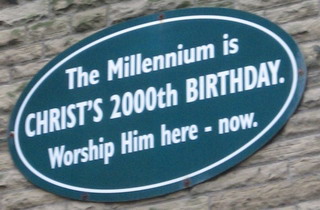 The Millennium is
CHRIST'S 2000th BIRTHDAY.
Worship Him here - now.